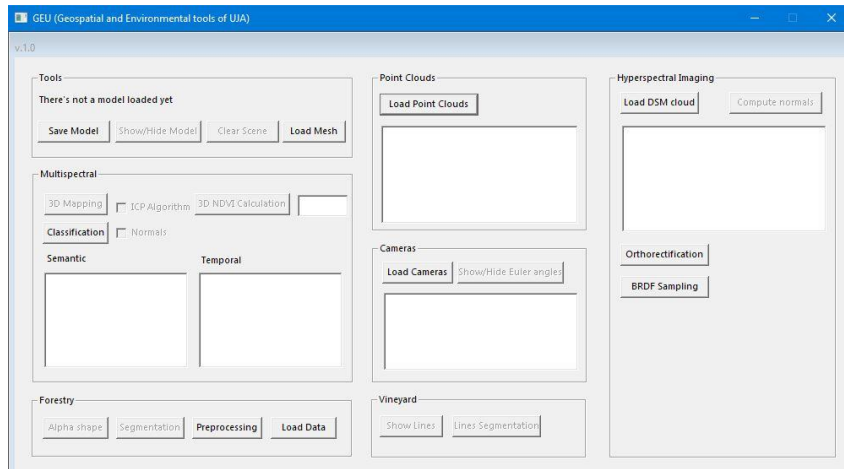 GEU (Geospatial and Environmental tools of UJA)
v.1.0
Tools
There's not a model loaded yet
Save Model Show/Hide Model Clear Scene Load Mesh
Multispectral
3D Mapping ICP Algorithm 3D NDVI Calculation
Classification Normals
Semantic Temporal
Forestry
Alpha shape Segmentation Preprocessing Load Data
Point Clouds
Load Point Clouds
Cameras
Load Cameras Show/Hide Euler angles
Vineyard
Show Lines Lines Segmentation
Hyperspectral Imaging
Load DSM cloud Compute normals
Orthorectification
BRDF Sampling